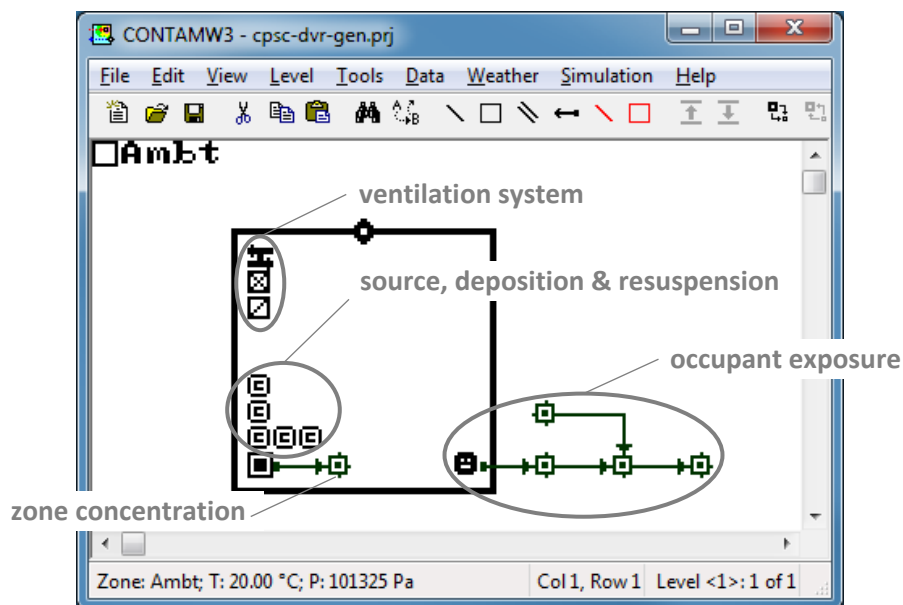 CONTAMW3 - cpsc-dvr-gen.prj
File Edit View Level Tools Data Weather Simulation Help
Ambt
ventilation system
source, deposition & resuspension
occupant exposure
zone concentration
Zone: Ambt; T: 20.00 °C; P: 101325 Pa Col 1, Row 1 Level <1>: 1 of 1